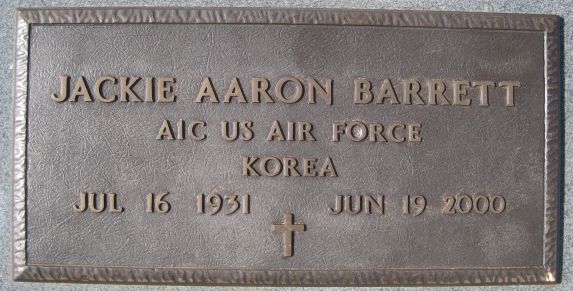 JACKIE AARON BARRETT
A1C US AIR FORCE
KOREA
JUL 16 1931 JUN 19 2000